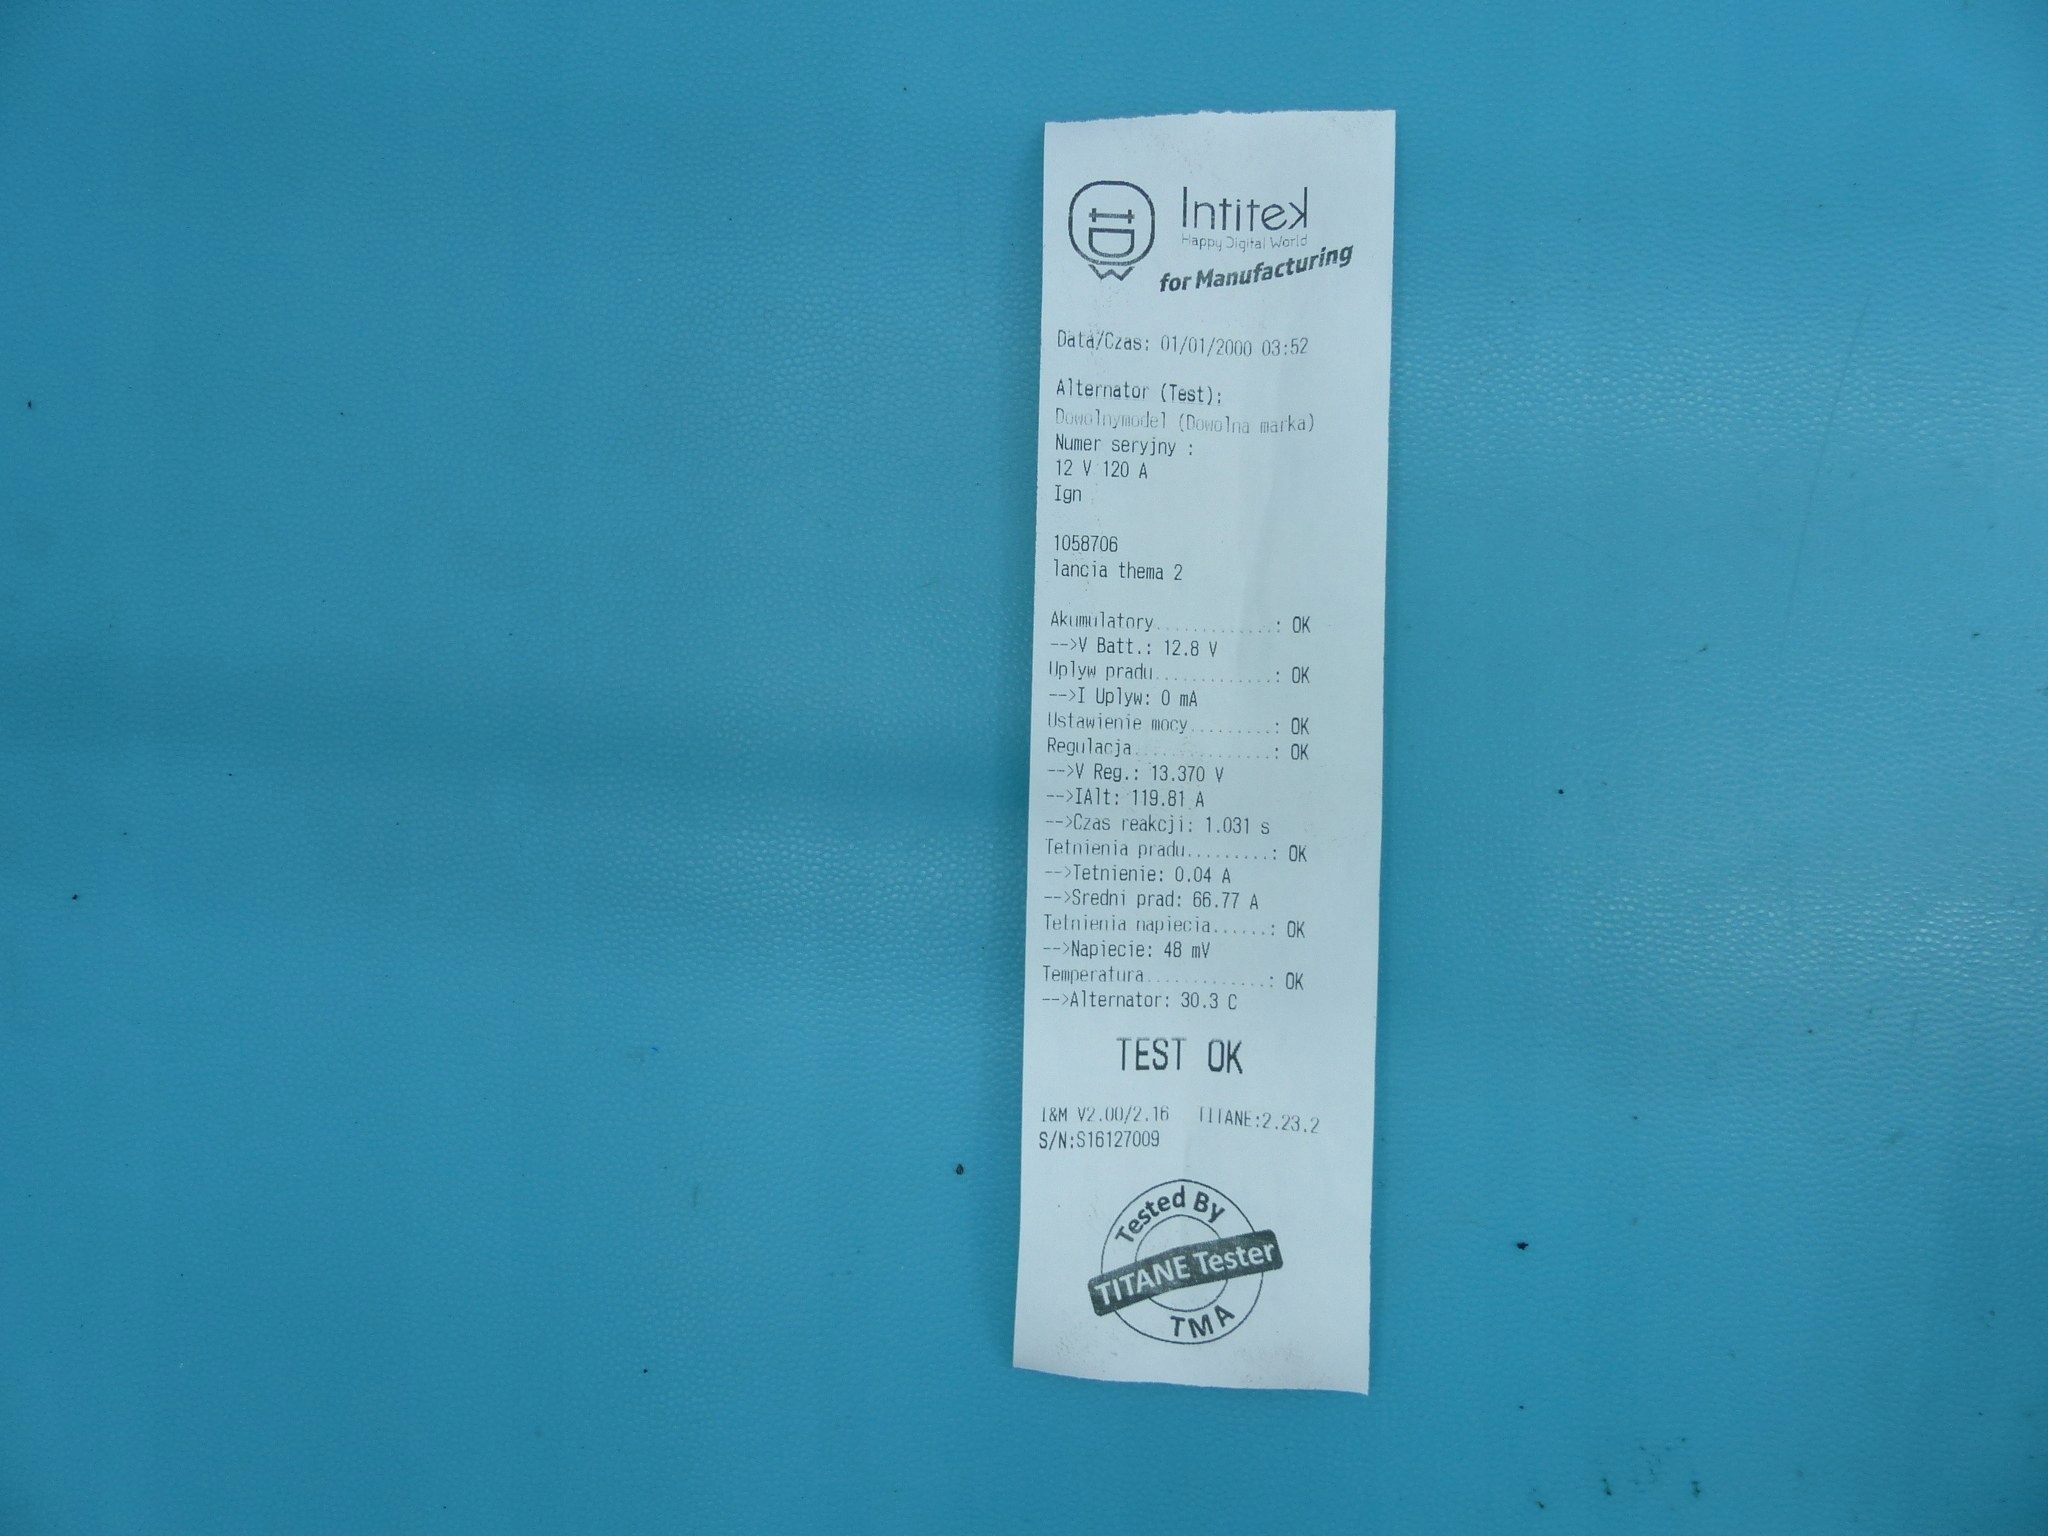 Intitek
Happy Digital World
for Manufacturing
Data/Czas: 01/01/2000 03:52
Alternator (Test):
Dowolnymodel (Dowolna marka)
Numer seryjny :
12 V 120 A
Ign
1058706
lancia thema 2
Akumulatory.............: OK
-->V Batt.: 12.8 V
Uplyw pradu.............: OK
-->I Uplyw: 0 mA
Ustawienie mocy.........: OK
Regulacja...............: OK
-->V Reg.: 13.370 V
-->IAlt: 119.81 A
-->Czas reakcji: 1.031 s
Tetnienia pradu.........: OK
-->Tetnienie: 0.04 A
-->Sredni prad: 66.77 A
Tetnienia napiecia......: OK
-->Napiecie: 48 mV
Temperatura.............: OK
-->Alternator: 30.3 C
TEST OK
I&M V2.00/2.16 TITANE:2.23.2
S/N:S16127009
Tested By
TITANE Tester
TMA